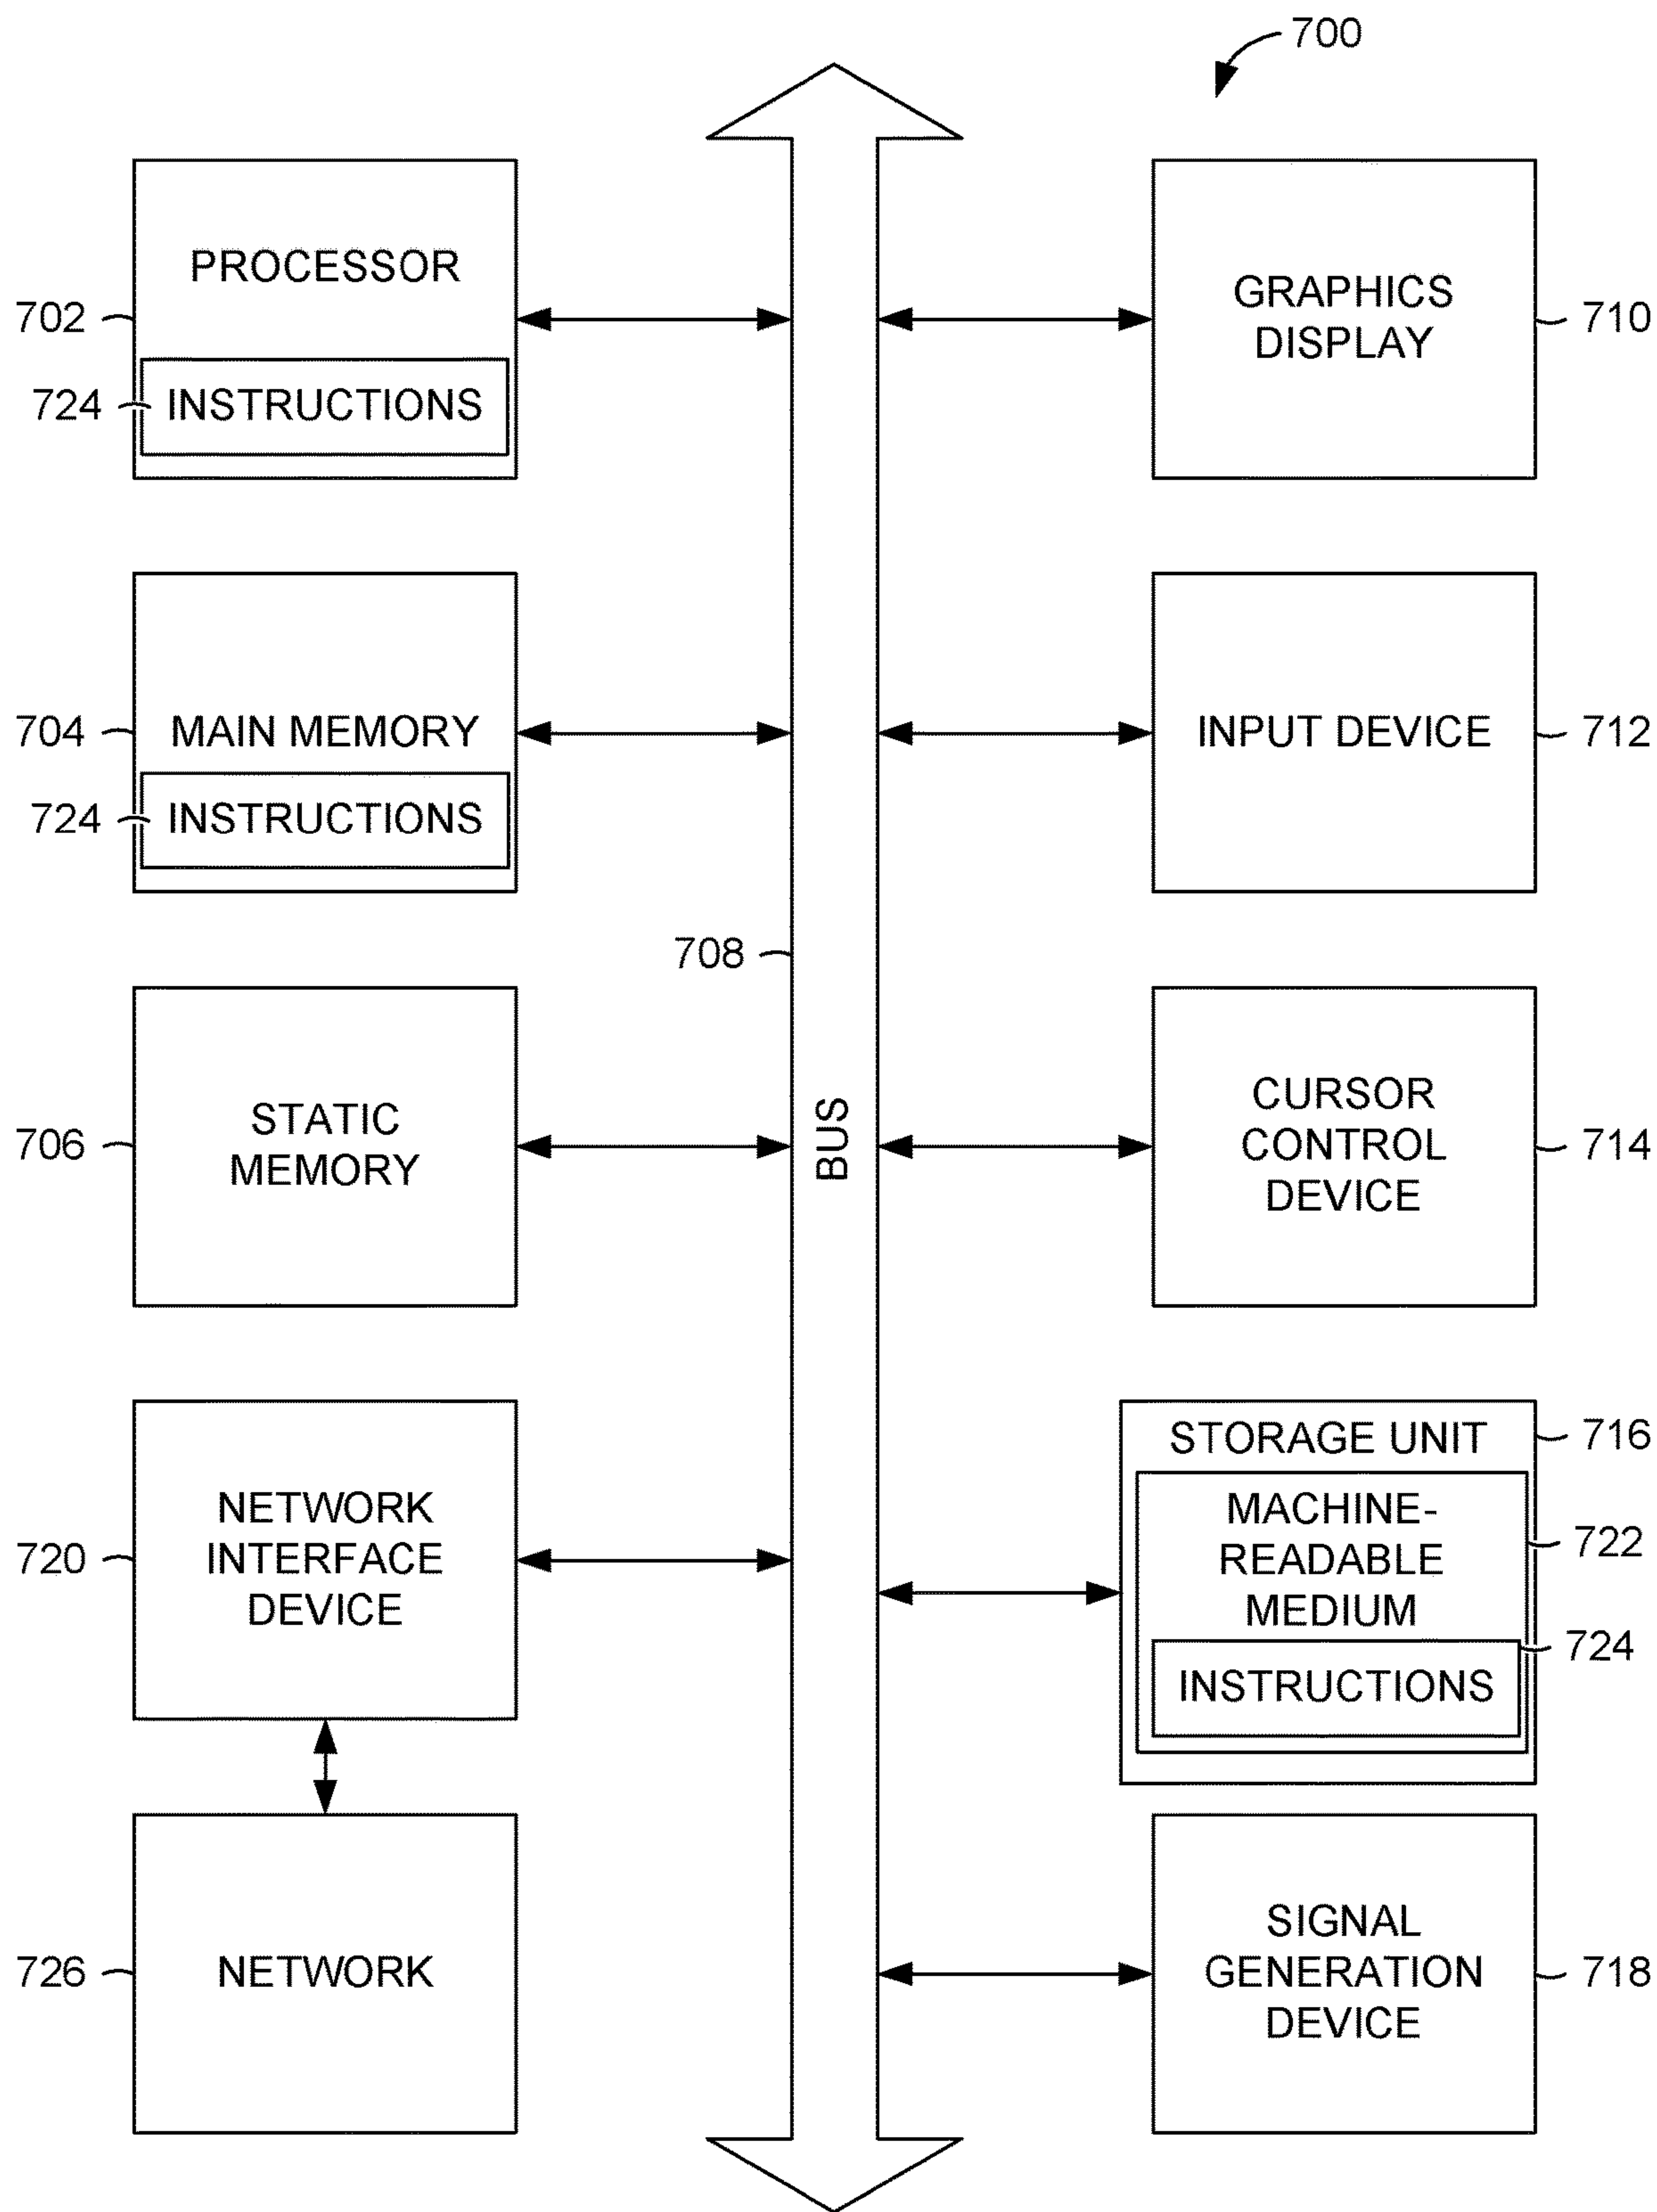 700
PROCESSOR
702
724
INSTRUCTIONS
GRAPHICS
DISPLAY
710
704
MAIN MEMORY
724
INSTRUCTIONS
INPUT DEVICE
712
708
BUS
706
STATIC
MEMORY
CURSOR
CONTROL
DEVICE
714
720
NETWORK
INTERFACE
DEVICE
STORAGE UNIT
716
MACHINE-
READABLE
MEDIUM
722
724
INSTRUCTIONS
726
NETWORK
SIGNAL
GENERATION
DEVICE
718